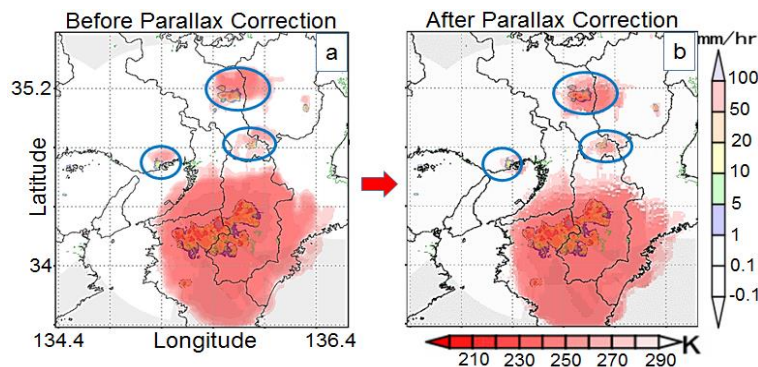 Before Parallax Correction
After Parallax Correction
a
b
mm/hr
35.2
Latitude
34
134.4
Longitude
136.4
100
50
20
10
5
1
0.1
-0.1
210 230 250 270 290 K